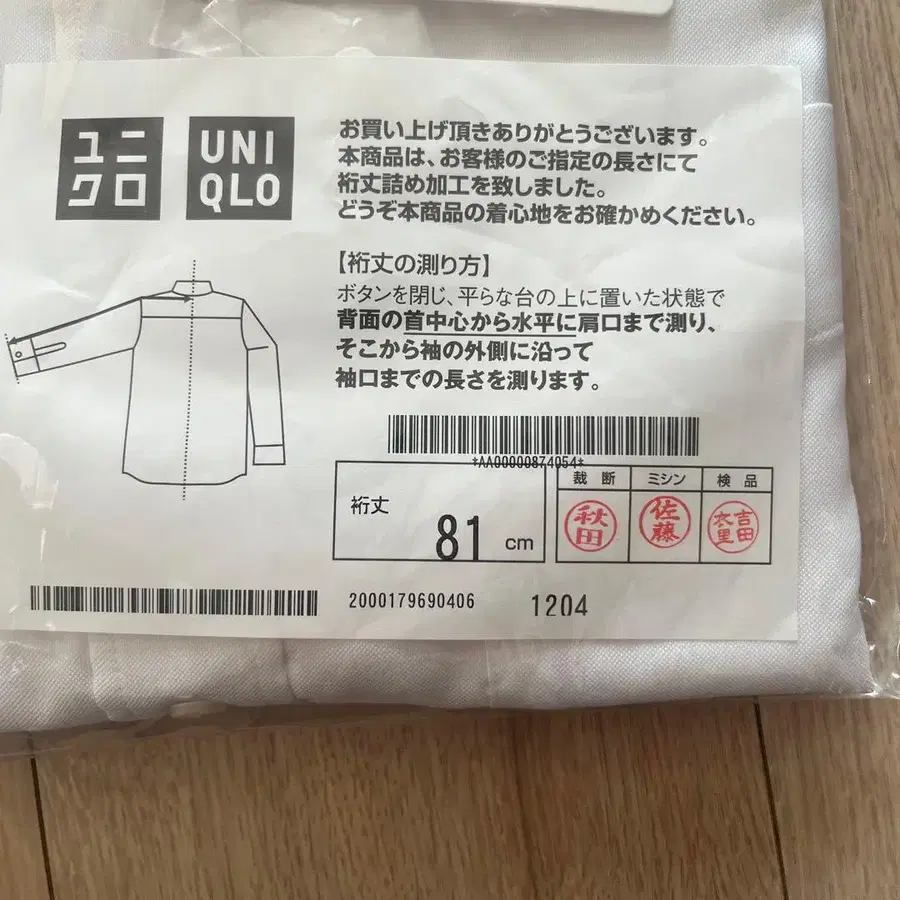 ユニ
クロ
UNI
QLO
お買い上げ頂きありがとうございます。
本商品は、お客様のご指定の長さにて
裄丈詰め加工を致しました。
どうぞ本商品の着心地をお確かめください。
【裄丈の測り方】
ボタンを閉じ、平らな台の上に置いた状態で
背面の首中心から水平に肩口まで測り、
そこから袖の外側に沿って
袖口までの長さを測ります。
*AA00000874054*
裄丈
81 cm
裁断 ミシン 検品
秋田 佐藤 吉田衣里
2000179690406 1204